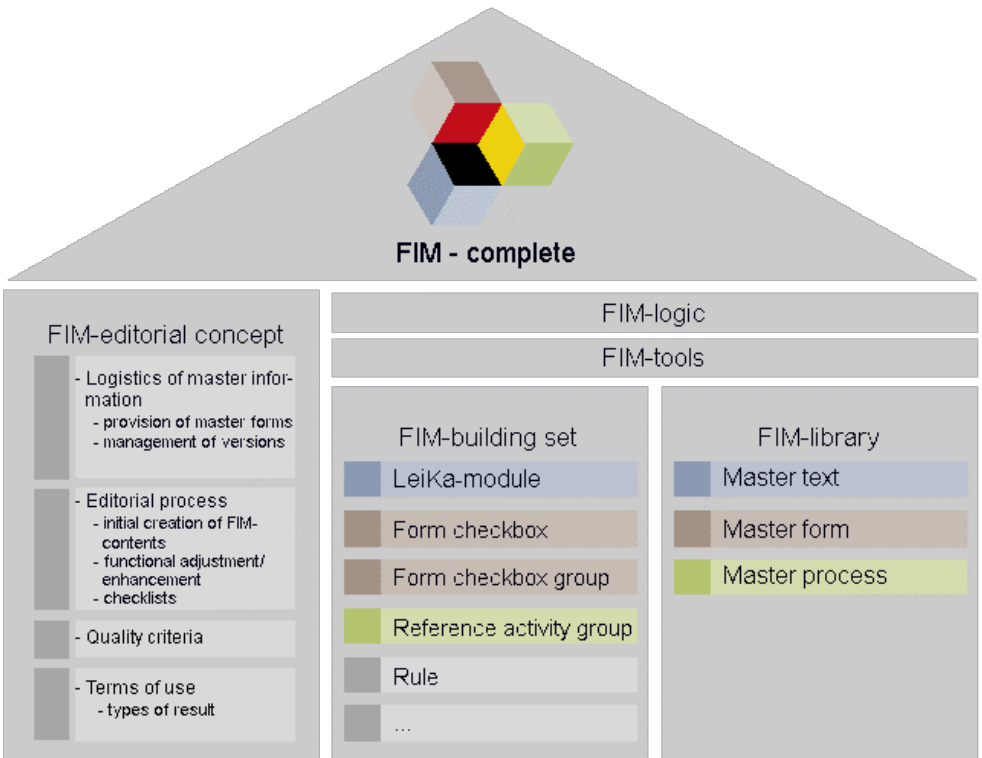 FIM - complete
FIM-editorial concept
- Logistics of master infor-
mation
- provision of master forms
- management of versions
- Editorial process
- initial creation of FIM-
contents
- functional adjustment/
enhancement
- checklists
- Quality criteria
- Terms of use
- types of result
FIM-logic
FIM-tools
FIM-building set
LeiKa-module
Form checkbox
Form checkbox group
Reference activity group
Rule
...
FIM-library
Master text
Master form
Master process